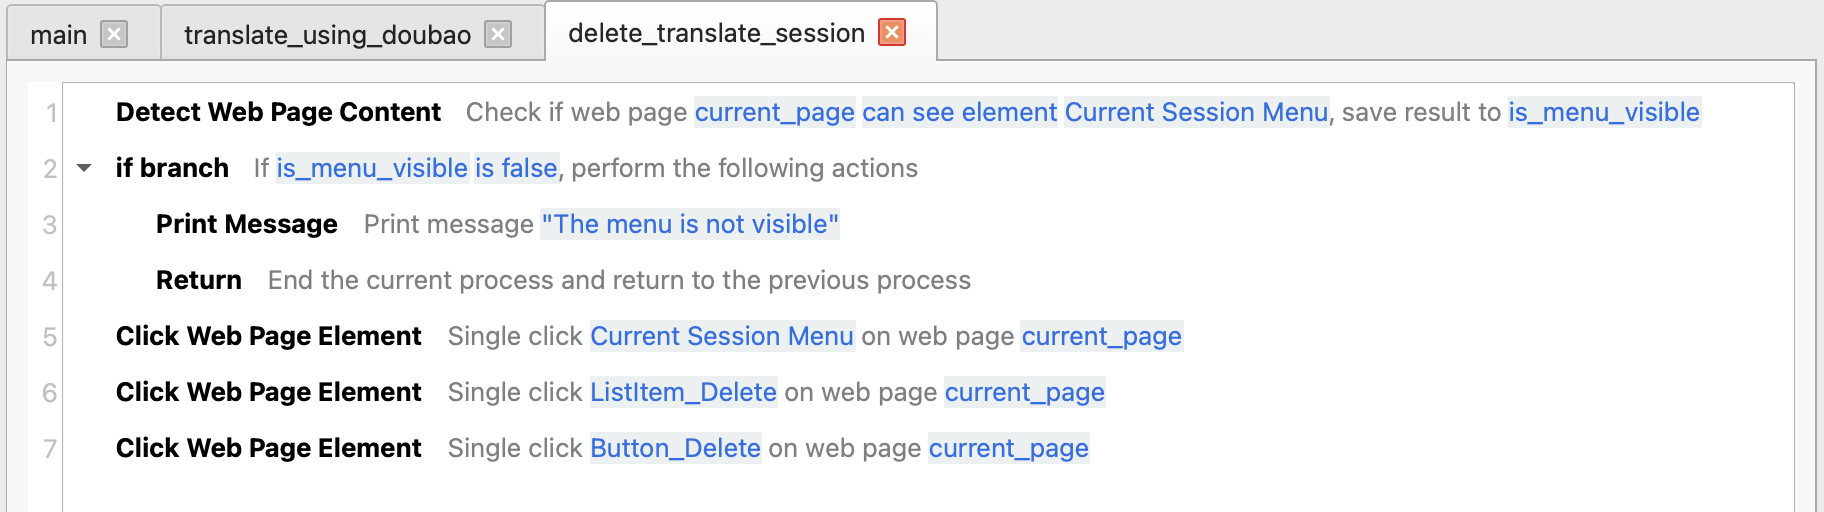 main translate_using_doubao delete_translate_session
1 Detect Web Page Content Check if web page current_page can see element Current Session Menu, save result to is_menu_visible
2 if branch If is_menu_visible is false, perform the following actions
3 Print Message Print message "The menu is not visible"
4 Return End the current process and return to the previous process
5 Click Web Page Element Single click Current Session Menu on web page current_page
6 Click Web Page Element Single click ListItem_Delete on web page current_page
7 Click Web Page Element Single click Button_Delete on web page current_page